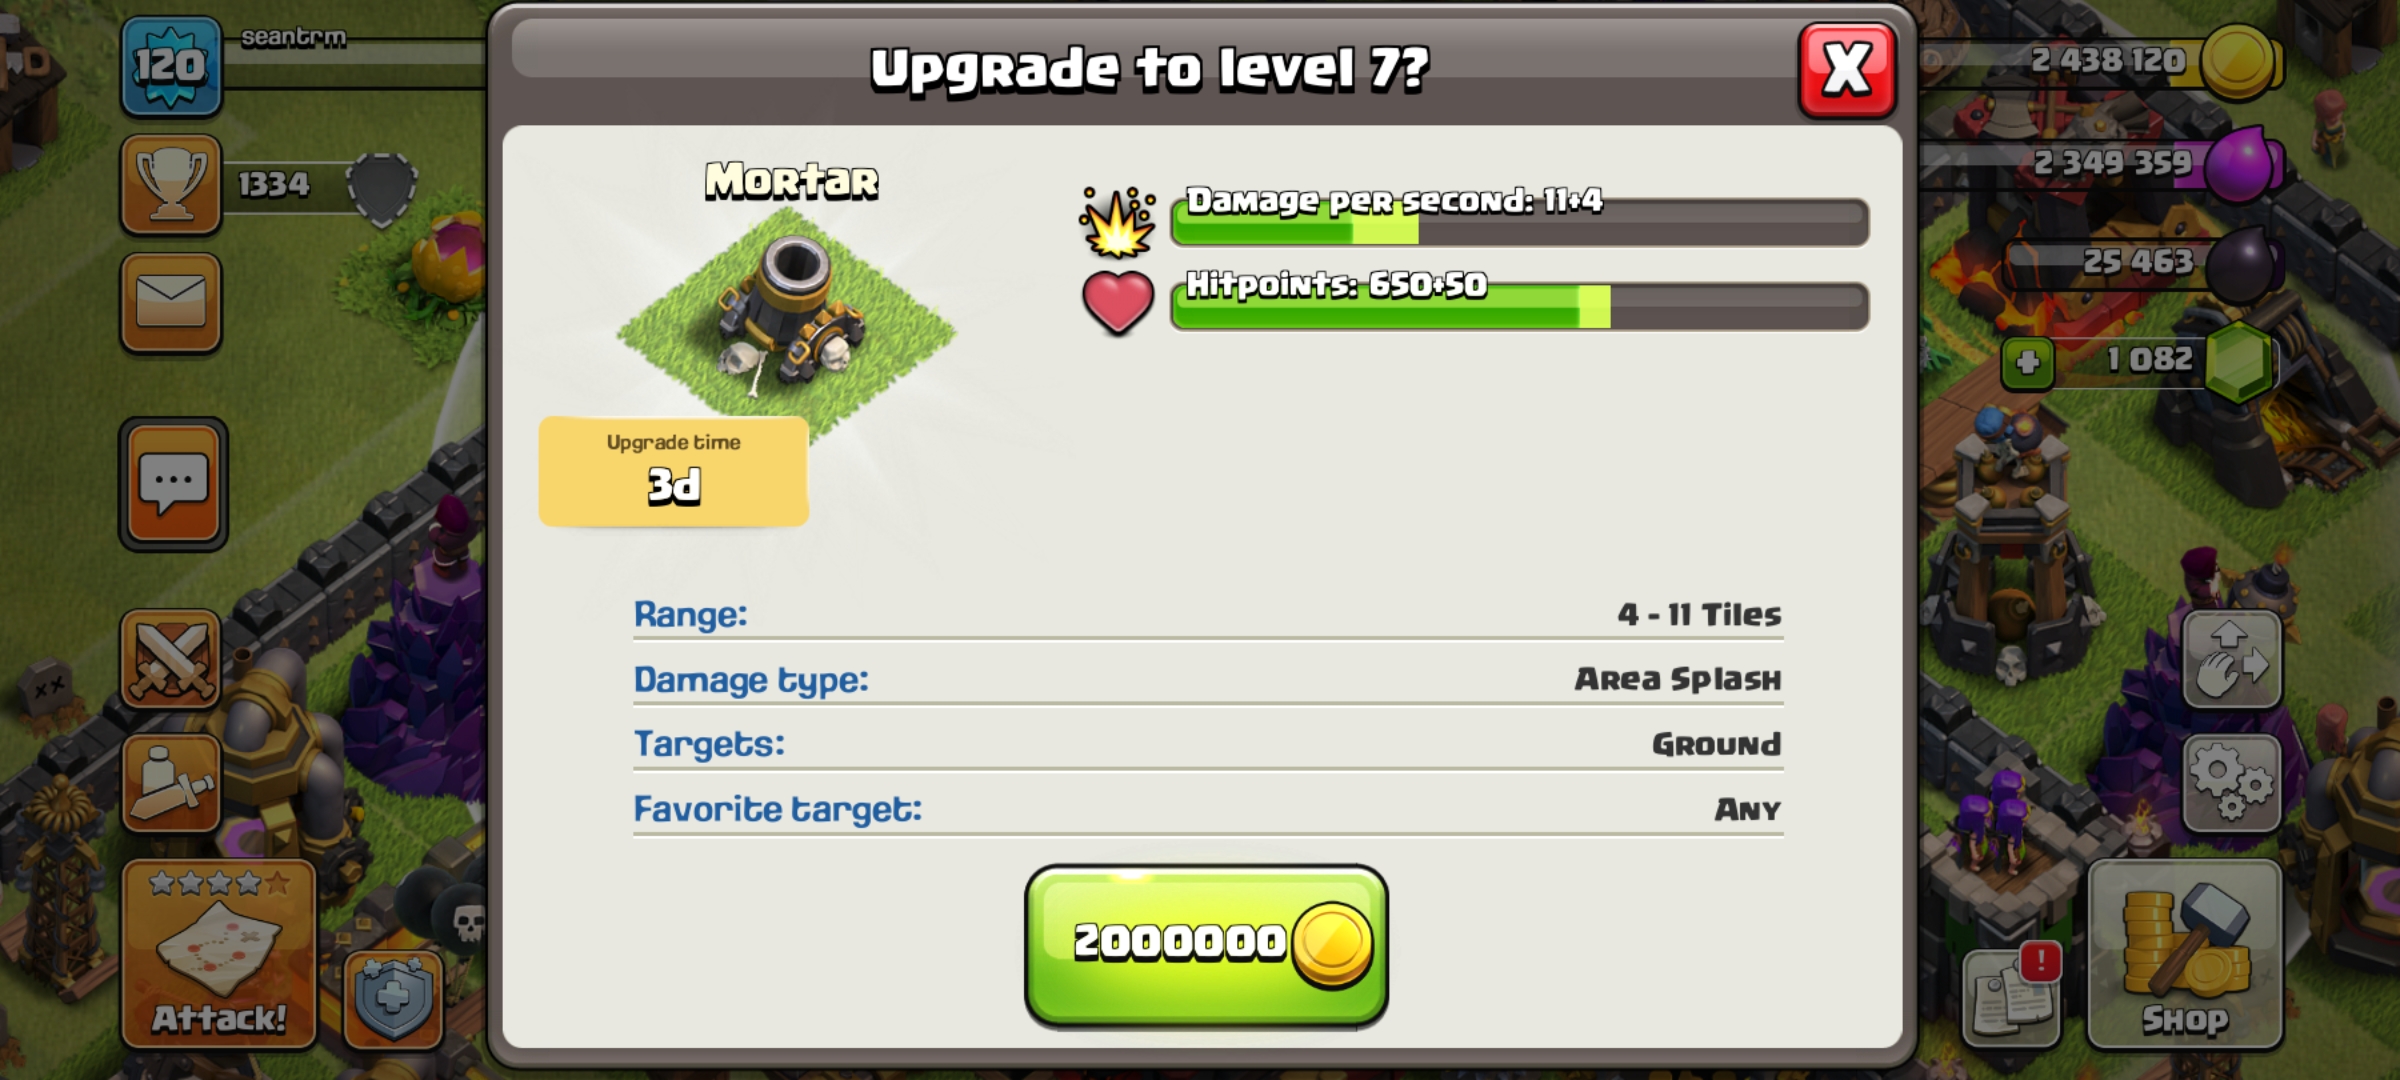 Upgrade to level 7?
X
120
seantrm
1334
2 438 120
2 349 359
25 463
1 082
Mortar
Damage per second: 11+4
Hitpoints: 650+50
Upgrade time
3d
Range: 4 - 11 Tiles
Damage type: Area Splash
Targets: Ground
Favorite target: Any
2000000
Attack!
!
Shop